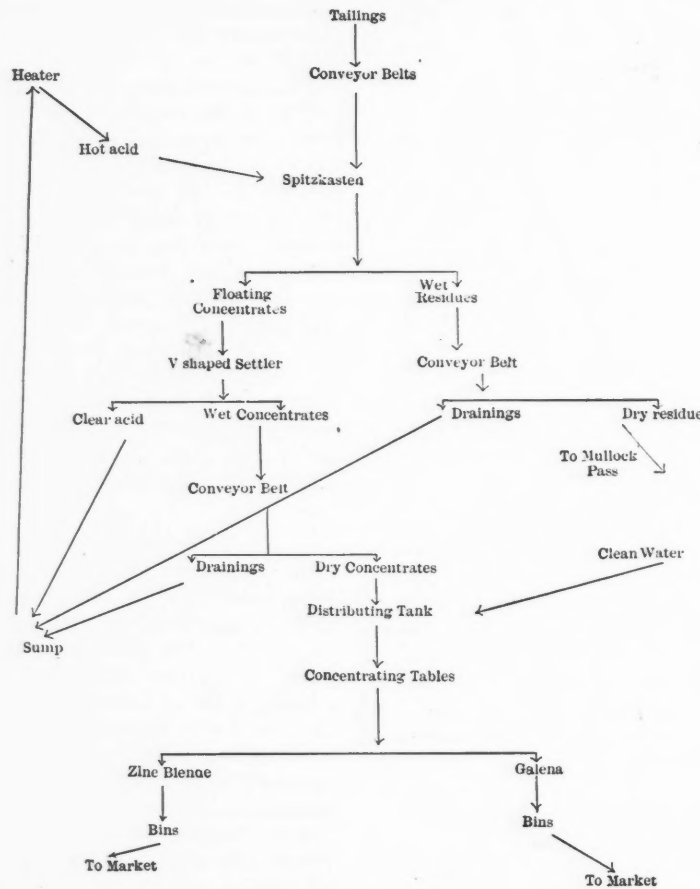 Tailings
Heater
Conveyor Belts
Hot acid
Spitzkasten
Floating
Concentrates
Wet
Residues
V shaped Settler
Conveyor Belt
Clear acid
Wet Concentrates
Drainings
Dry residue
To Mullock
Pass
Conveyor Belt
Clean Water
Drainings
Dry Concentrates
Distributing Tank
Sump
Concentrating Tables
Zinc Blende
Galena
Bins
Bins
To Market
To Market